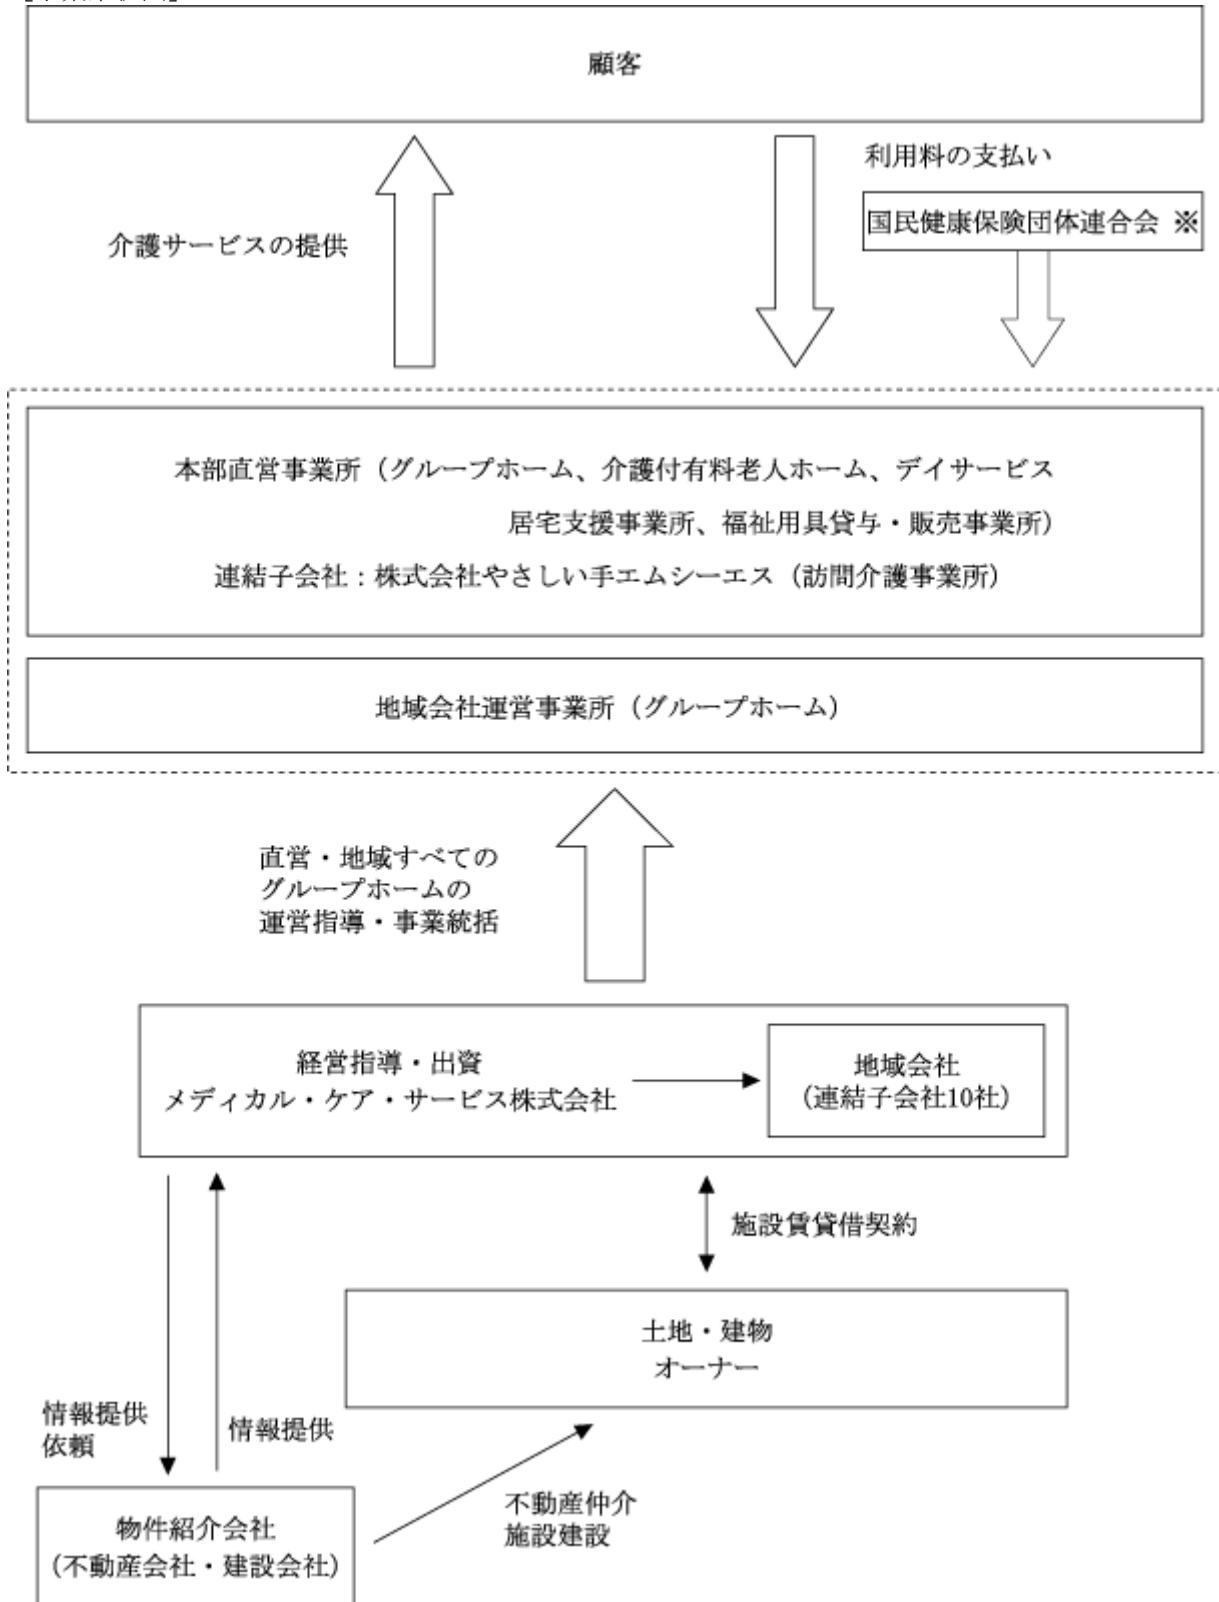 顧客
利用料の支払い
国民健康保険団体連合会 ※
介護サービスの提供
本部直営事業所（グループホーム、介護付有料老人ホーム、デイサービス
居宅支援事業所、福祉用具貸与・販売事業所）
連結子会社：株式会社やさしい手エムシーエス（訪問介護事業所）
地域会社運営事業所（グループホーム）
直営・地域すべての
グループホームの
運営指導・事業統括
経営指導・出資
メディカル・ケア・サービス株式会社
地域会社
（連結子会社10社）
施設賃貸借契約
土地・建物
オーナー
情報提供
依頼
情報提供
不動産仲介
施設建設
物件紹介会社
（不動産会社・建設会社）